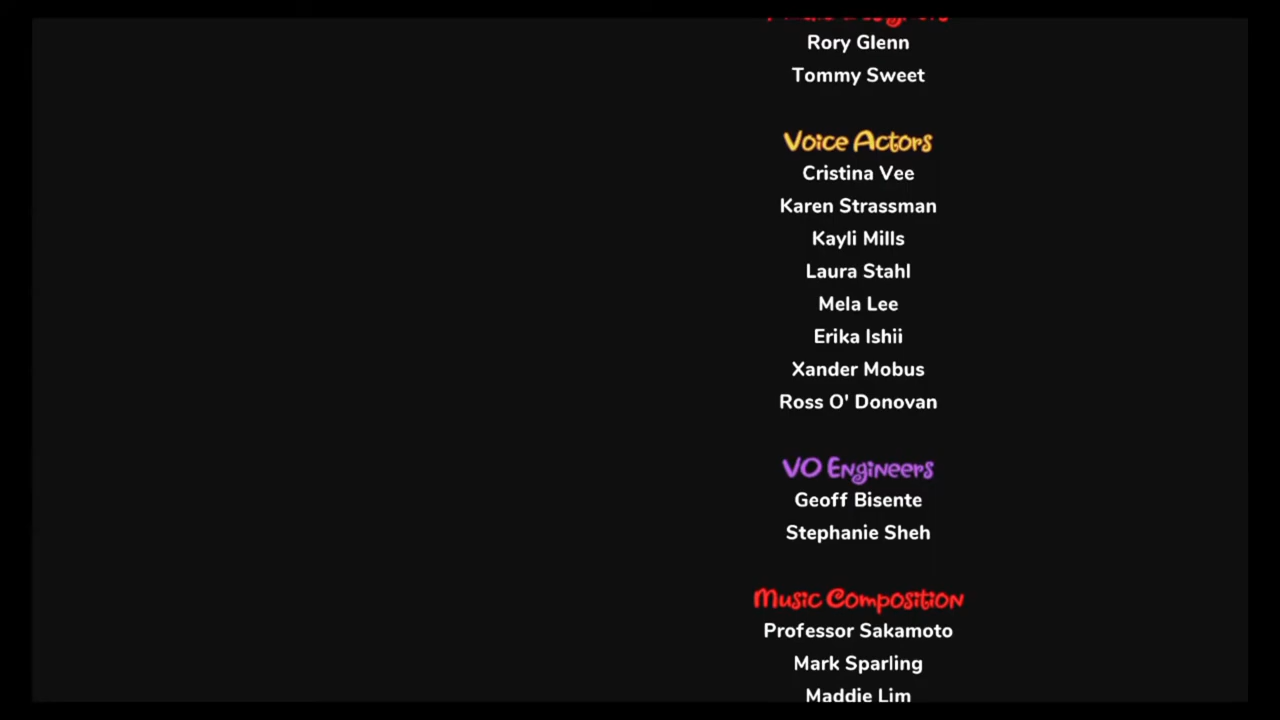 Rory Glenn
Tommy Sweet
Voice Actors
Cristina Vee
Karen Strassman
Kayli Mills
Laura Stahl
Mela Lee
Erika Ishii
Xander Mobus
Ross O' Donovan
VO Engineers
Geoff Bisente
Stephanie Sheh
Music Composition
Professor Sakamoto
Mark Sparling
Maddie Lim